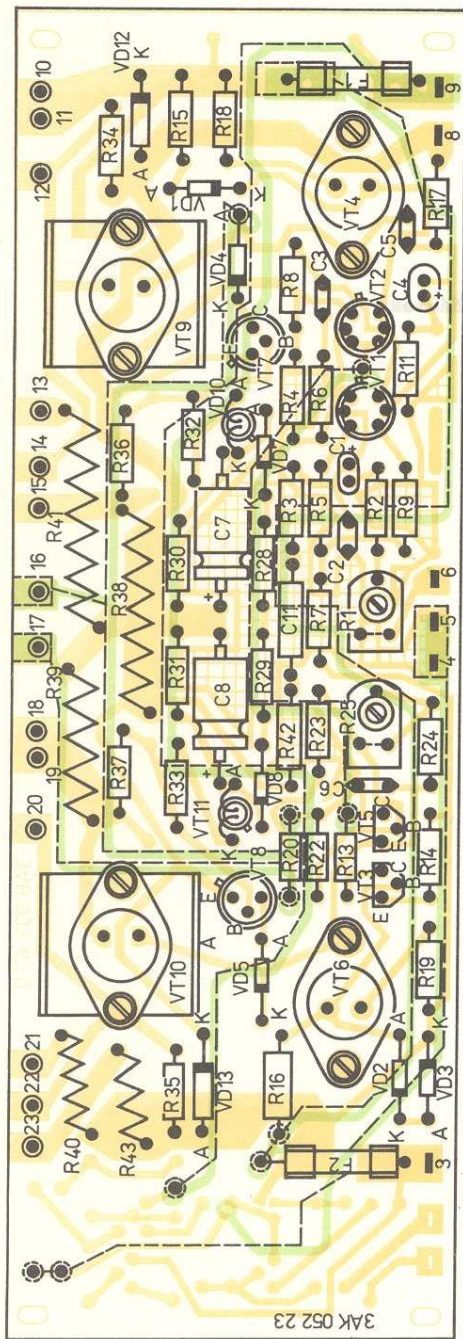 10
11
12
VD12
K
A
R34
R15
R18
A
VD1
K
F1
9
8
VT9
VT4
R17
C5
A
VD4
K
C3
R8
C
E
VT7
B
VT2
C4
+
VT1
R11
13
14
15
16
17
18
19
20
R41
R36
R38
R39
R37
R32
VD10
A
K
A
VD7
K
R4
R6
C1
+
R30
C7
+
R28
R3
R5
R2
R9
C2
R31
C8
+
R29
C11
R7
R1
6
5
4
R33
VT11
A
K
A
VD8
K
R42
R23
R25
C6
R24
VT10
A
E
VT8
B
R20
R22
R13
VT5
C
E
B
VT3
C
E
B
R14
R19
VD5
A
K
VT6
21
22
23
R40
R43
R35
K
VD13
A
R16
A
VD2
K
K
VD3
A
F2
3
3AK 052 23